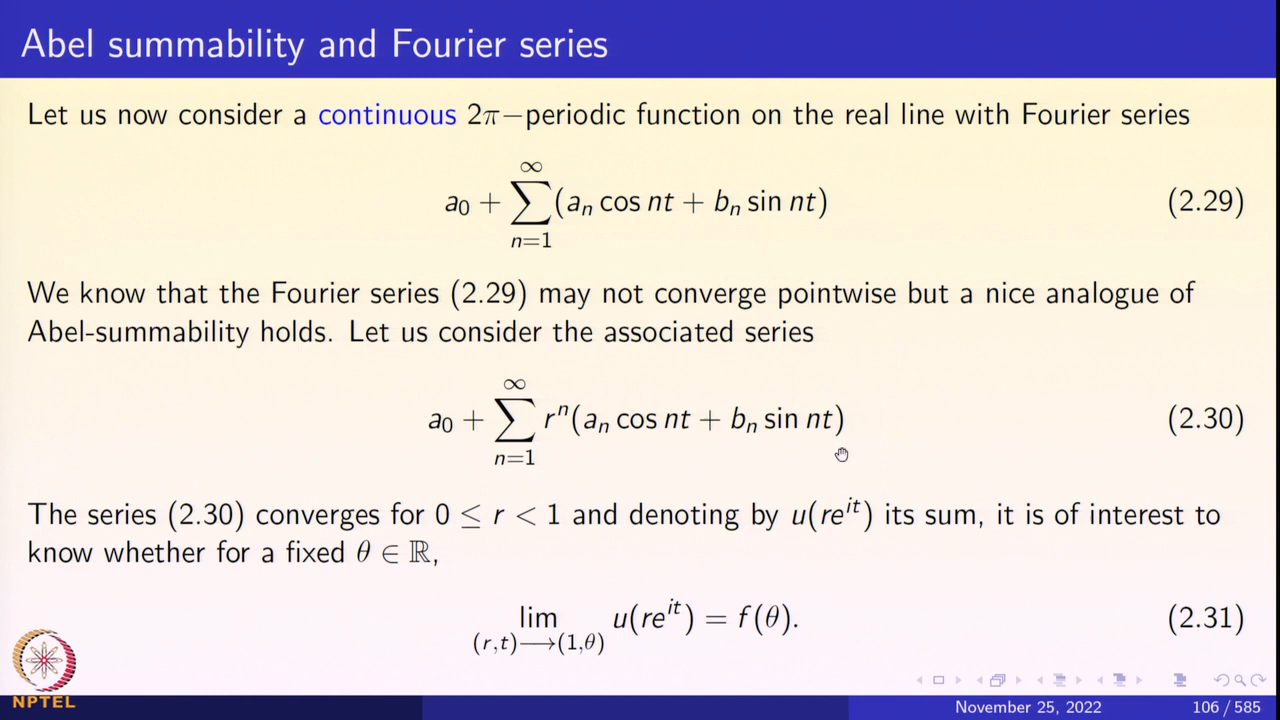 Abel summability and Fourier series
Let us now consider a continuous 2π−periodic function on the real line with Fourier series
a₀ + ∑_{n=1}^{∞} (aₙ cos nt + bₙ sin nt) (2.29)
We know that the Fourier series (2.29) may not converge pointwise but a nice analogue of
Abel-summability holds. Let us consider the associated series
a₀ + ∑_{n=1}^{∞} rⁿ(aₙ cos nt + bₙ sin nt) (2.30)
The series (2.30) converges for 0 ≤ r < 1 and denoting by u(re^{it}) its sum, it is of interest to
know whether for a fixed θ ∈ ℝ,
lim_{(r,t)⟶(1,θ)} u(re^{it}) = f(θ). (2.31)
NPTEL
November 25, 2022 106 / 585